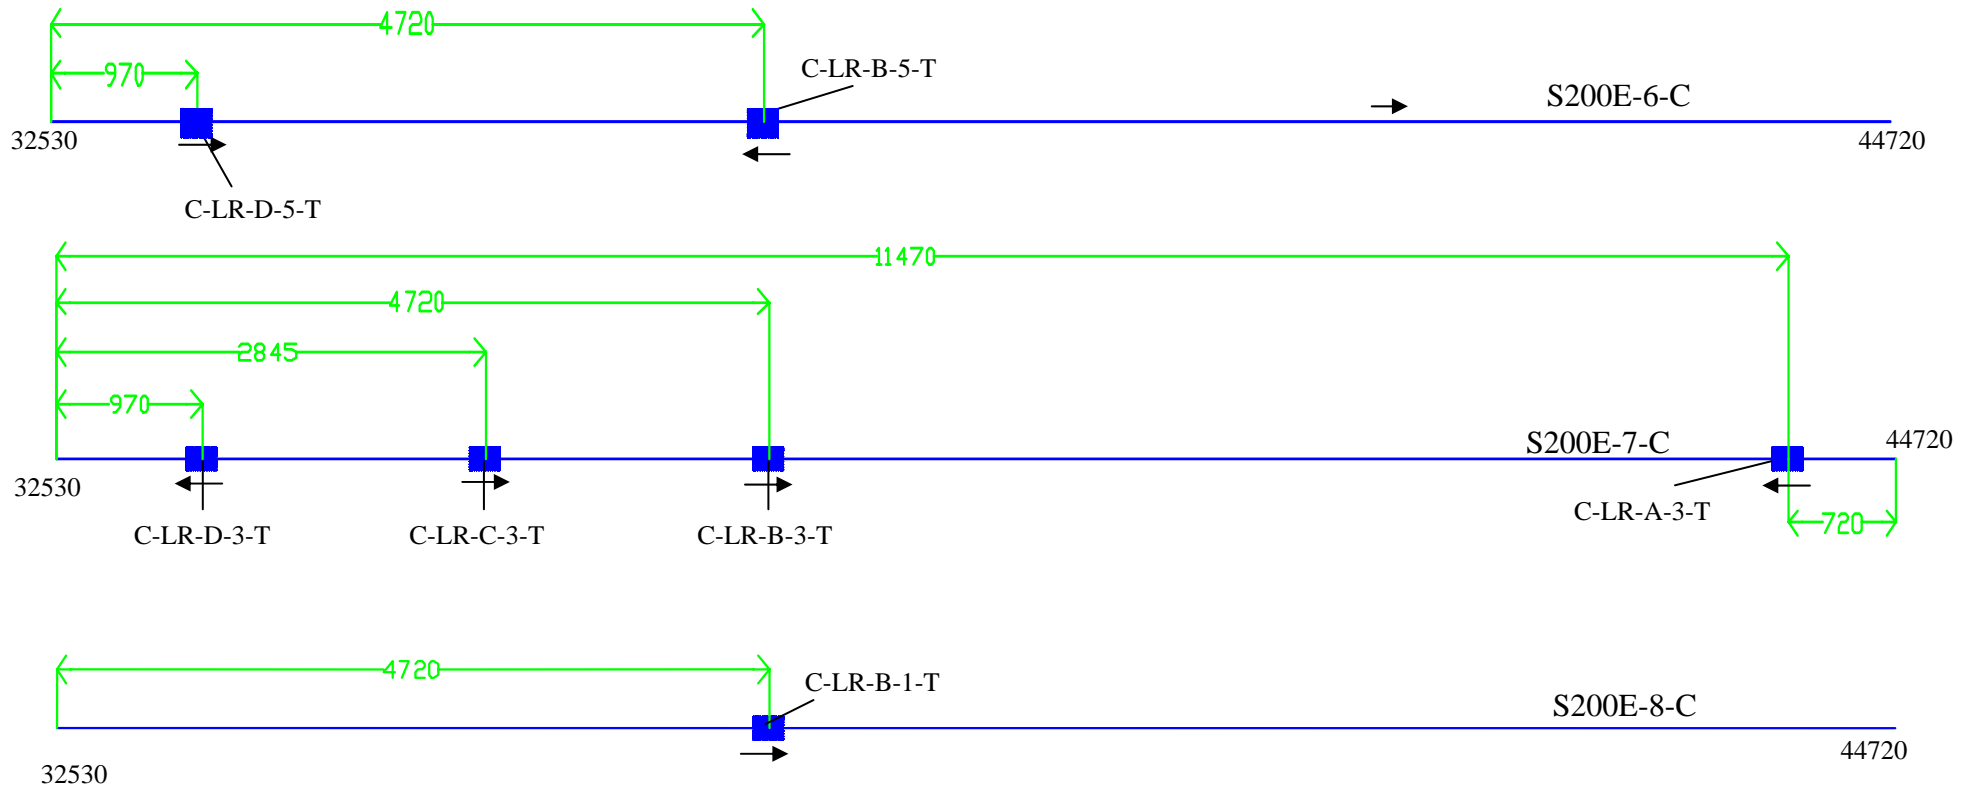 4720
970
C-LR-B-5-T
S200E-6-C
32530
44720
C-LR-D-5-T
11470
4720
2845
970
S200E-7-C
44720
32530
C-LR-A-3-T
720
C-LR-D-3-T
C-LR-C-3-T
C-LR-B-3-T
4720
C-LR-B-1-T
S200E-8-C
44720
32530